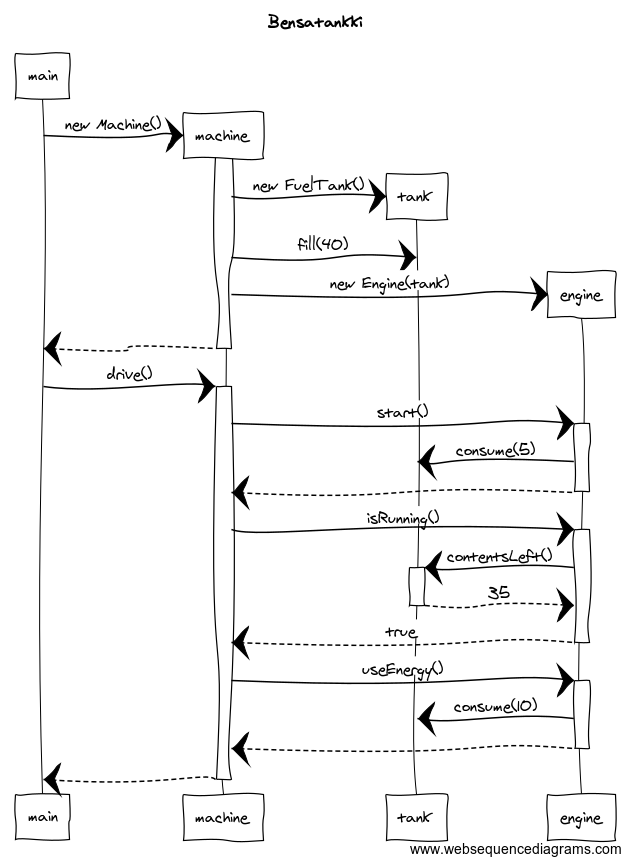 Bensatankki
main
new Machine()
machine
new FuelTank()
tank
fill(40)
new Engine(tank)
engine
drive()
start()
consume(5)
isRunning()
contentsLeft()
35
true
useEnergy()
consume(10)
main
machine
tank
engine
www.websequencediagrams.com